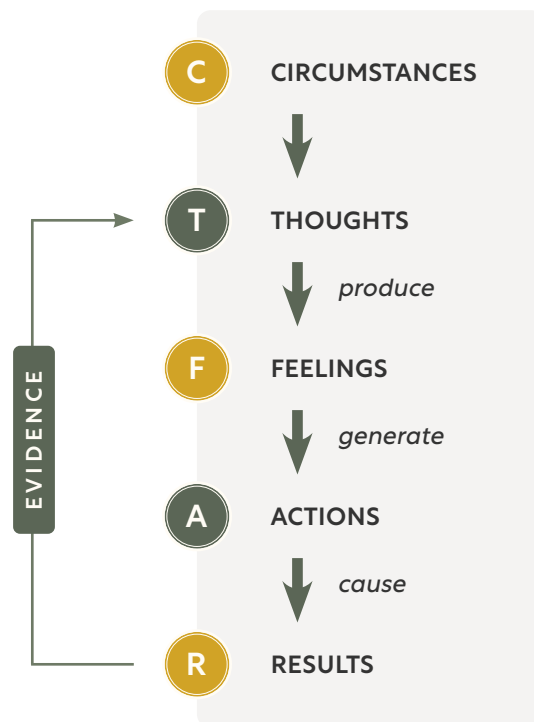 C CIRCUMSTANCES
T THOUGHTS
produce
F FEELINGS
generate
EVIDENCE
A ACTIONS
cause
R RESULTS